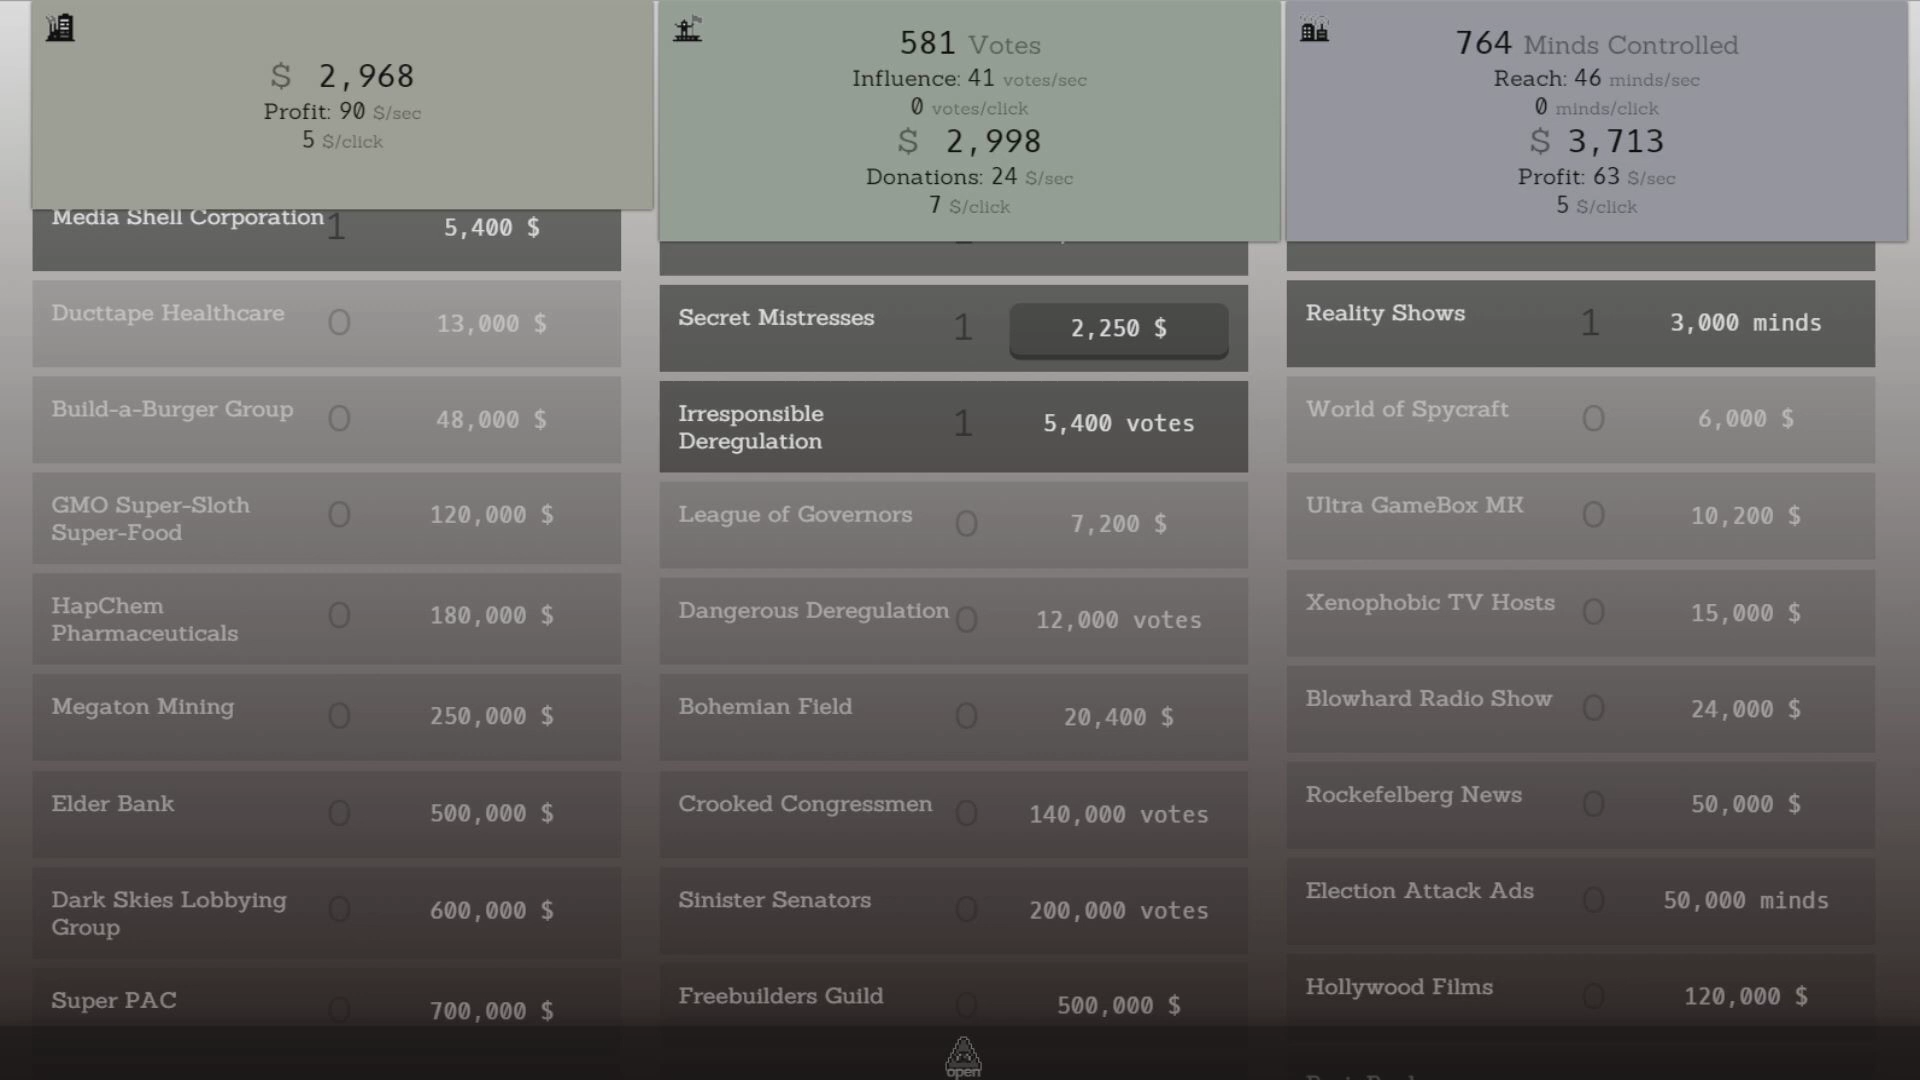 $ 2,968
Profit: 90 $/sec
5 $/click
581 Votes
Influence: 41 votes/sec
0 votes/click
$ 2,998
Donations: 24 $/sec
7 $/click
764 Minds Controlled
Reach: 46 minds/sec
0 minds/click
$ 3,713
Profit: 63 $/sec
5 $/click
Media Shell Corporation 1 5,400 $
Ducttape Healthcare 0 13,000 $
Build-a-Burger Group 0 48,000 $
GMO Super-Sloth
Super-Food
0 120,000 $
HapChem
Pharmaceuticals
0 180,000 $
Megaton Mining 0 250,000 $
Elder Bank 0 500,000 $
Dark Skies Lobbying
Group
0 600,000 $
Super PAC 0 700,000 $
Secret Mistresses 1 2,250 $
Irresponsible
Deregulation
1 5,400 votes
League of Governors 0 7,200 $
Dangerous Deregulation 0 12,000 votes
Bohemian Field 0 20,400 $
Crooked Congressmen 0 140,000 votes
Sinister Senators 0 200,000 votes
Freebuilders Guild 0 500,000 $
Reality Shows 1 3,000 minds
World of Spycraft 0 6,000 $
Ultra GameBox MK 0 10,200 $
Xenophobic TV Hosts 0 15,000 $
Blowhard Radio Show 0 24,000 $
Rockefelberg News 0 50,000 $
Election Attack Ads 0 50,000 minds
Hollywood Films 0 120,000 $
open